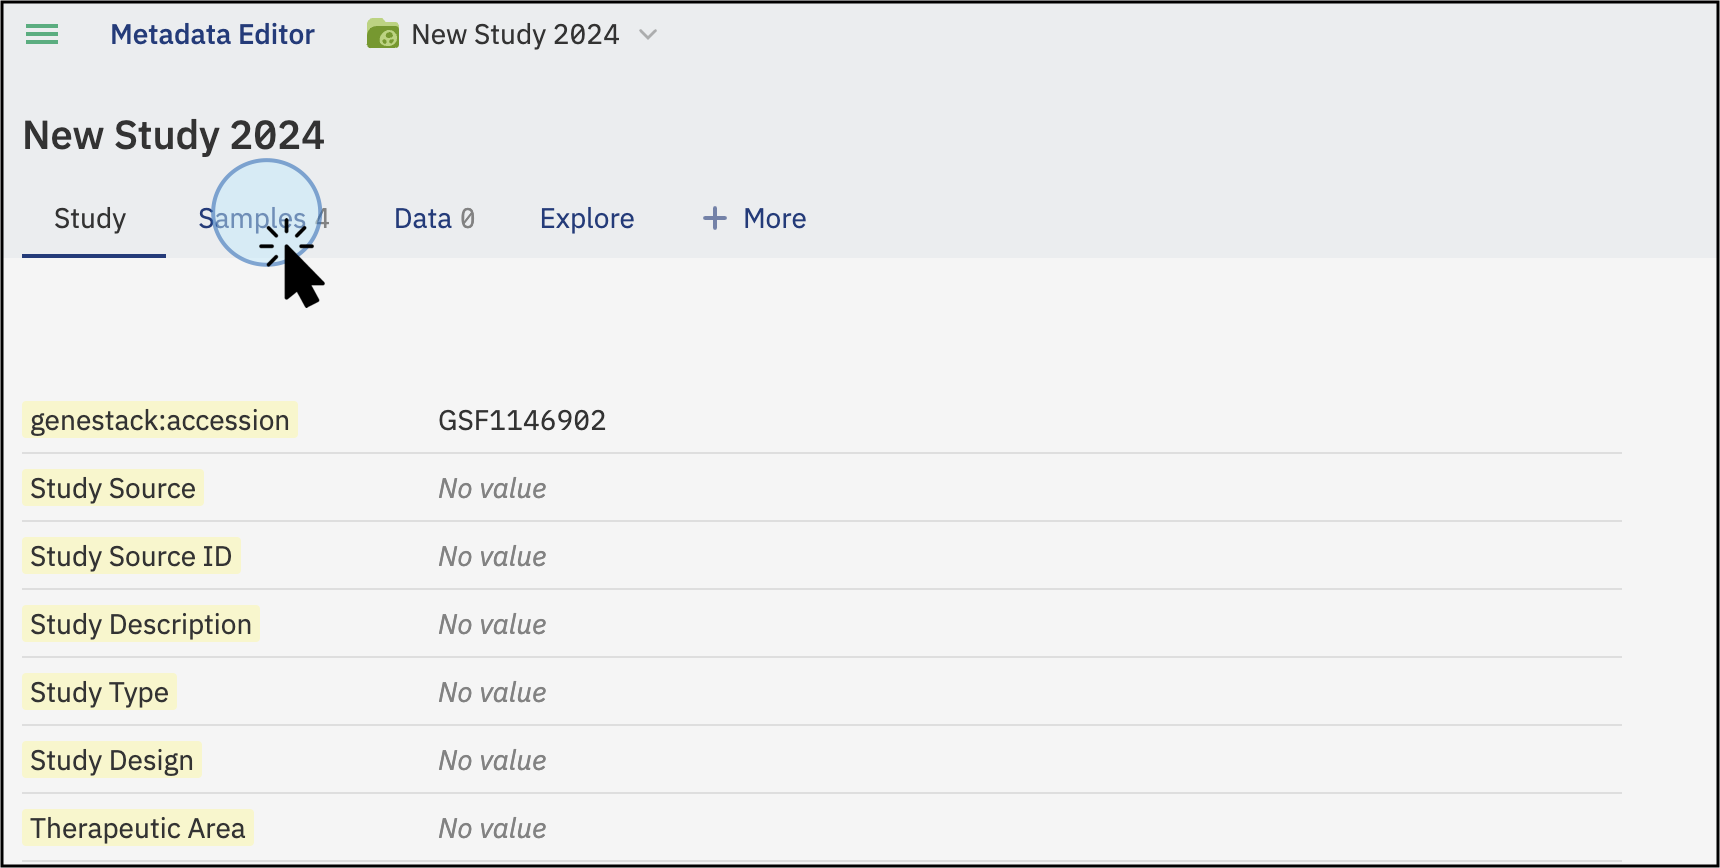 Metadata Editor New Study 2024
New Study 2024
Study Samples 4 Data 0 Explore + More
genestack:accession GSF1146902
Study Source No value
Study Source ID No value
Study Description No value
Study Type No value
Study Design No value
Therapeutic Area No value